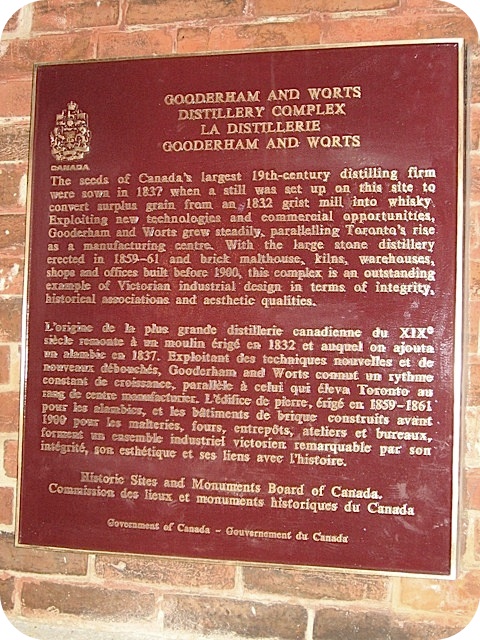 GOODERHAM AND WORTS
DISTILLERY COMPLEX
LA DISTILLERIE
GOODERHAM AND WORTS
CANADA
The seeds of Canada's largest 19th-century distilling firm
were sown in 1837 when a still was set up on this site to
convert surplus grain from an 1832 grist mill into whisky.
Exploiting new technologies and commercial opportunities,
Gooderham and Worts grew steadily, parallelling Toronto's rise
as a manufacturing centre. With the large stone distillery
erected in 1859-61 and brick malthouse, kilns, warehouses,
shops and offices built before 1900, this complex is an outstanding
example of Victorian industrial design in terms of integrity,
historical associations and aesthetic qualities.
L'origine de la plus grande distillerie canadienne du XIXe
siècle remonte à un moulin érigé en 1832 et auquel on ajouta
un alambic en 1837. Exploitant des techniques nouvelles et de
nouveaux débouchés, Gooderham and Worts connut un rythme
constant de croissance, parallèle à celui qui éleva Toronto au
rang de centre manufacturier. L'édifice de pierre, érigé en 1859-1861
pour les alambics, et les bâtiments de brique construits avant
1900 pour les malteries, fours, entrepôts, ateliers et bureaux,
forment un ensemble industriel victorien remarquable par son
intégrité, son esthétique et ses liens avec l'histoire.
Historic Sites and Monuments Board of Canada.
Commission des lieux et monuments historiques du Canada
Government of Canada - Gouvernement du Canada